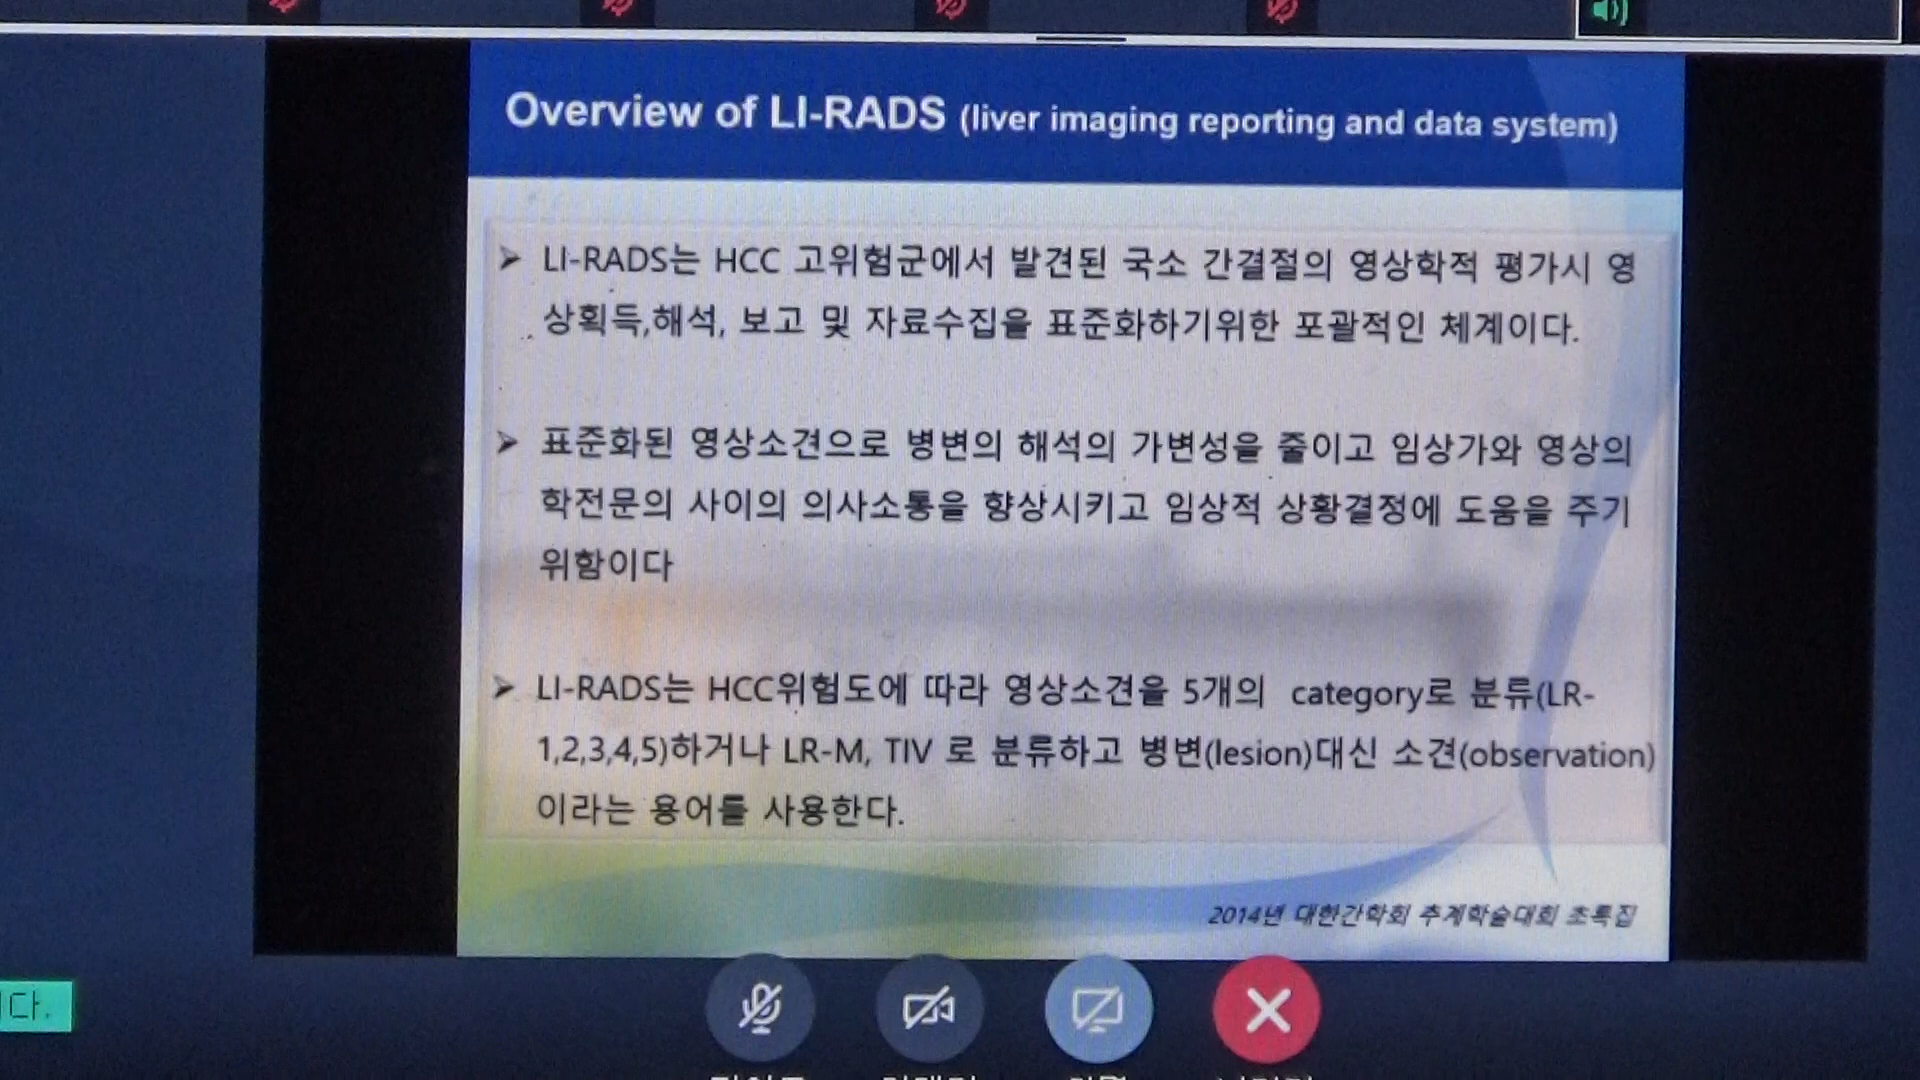 Overview of LI-RADS (liver imaging reporting and data system)
➢ LI-RADS는 HCC 고위험군에서 발견된 국소 간결절의 영상학적 평가시 영
상획득,해석, 보고 및 자료수집을 표준화하기위한 포괄적인 체계이다.
➢ 표준화된 영상소견으로 병변의 해석의 가변성을 줄이고 임상가와 영상의
학전문의 사이의 의사소통을 향상시키고 임상적 상황결정에 도움을 주기
위함이다
➢ LI-RADS는 HCC위험도에 따라 영상소견을 5개의 category로 분류(LR-
1,2,3,4,5)하거나 LR-M, TIV 로 분류하고 병변(lesion)대신 소견(observation)
이라는 용어를 사용한다.
2014년 대한간학회 추계학술대회 초록집
다.